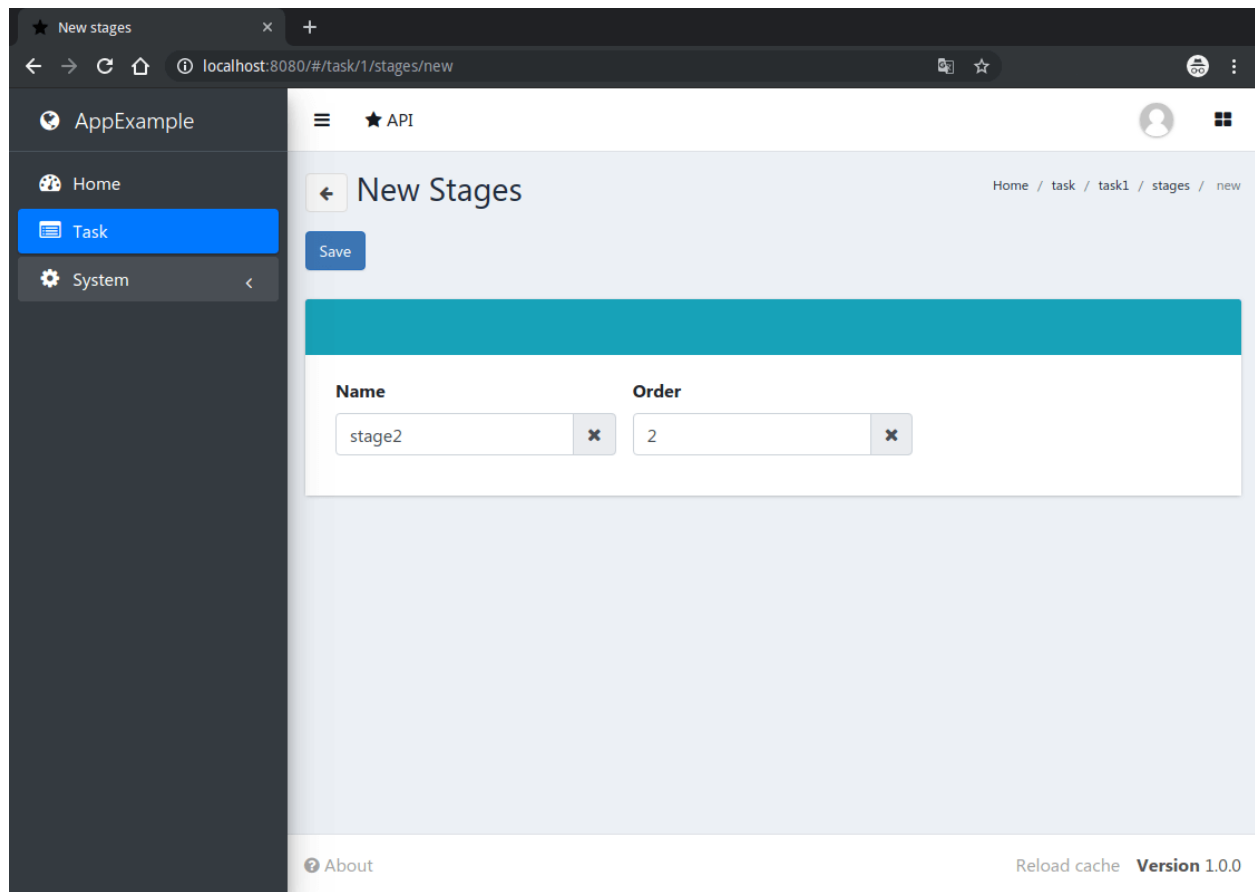 New stages
localhost:8080/#/task/1/stages/new
AppExample
API
Home
Task
System
New Stages
Home / task / task1 / stages / new
Save
Name Order
stage2 2
About
Reload cache Version 1.0.0